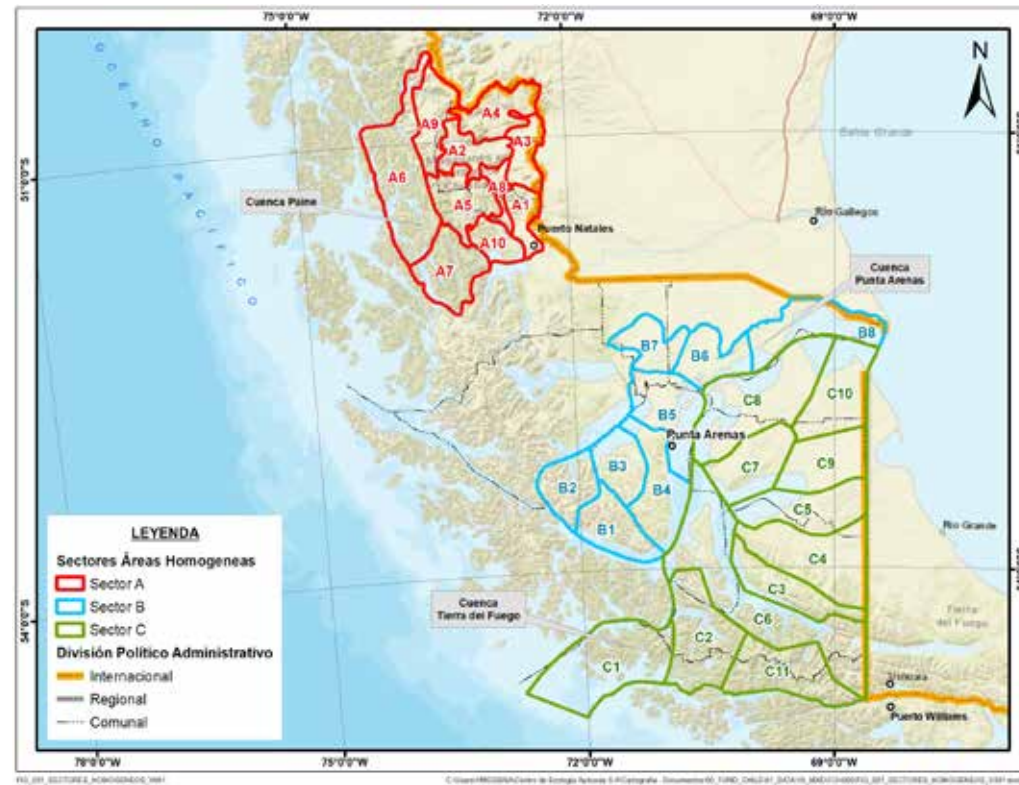 75°0'0"W
72°0'0"W
69°0'0"W
N
OCÉANO PACÍFICO
51°0'0"S
A4
A9
A3
A2
A6
A8
A5
A1
A10
A7
Cuenca Paine
Puerto Natales
Bahía Grande
Río Gallegos
Cuenca
Punta Arenas
B8
B7
B6
C8
C10
B5
Punta Arenas
B3
C7
C9
B2
B4
C5
B1
C4
Río Grande
C3
Cuenca
Tierra del Fuego
C6
Tierra
del Fuego
C2
C1
C11
Ushuaia
Puerto Williams
LEYENDA
Sectores Áreas Homogeneas
Sector A
Sector B
Sector C
División Político Administrativo
Internacional
Regional
Comunal
54°0'0"S
78°0'0"W
75°0'0"W
72°0'0"W
69°0'0"W